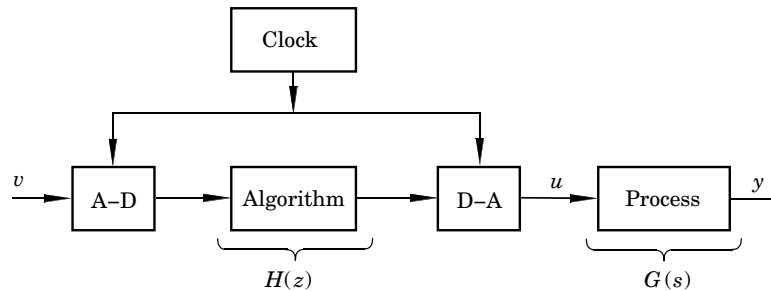 Clock
v
A–D
Algorithm
D–A
u
Process
y
H(z)
G(s)